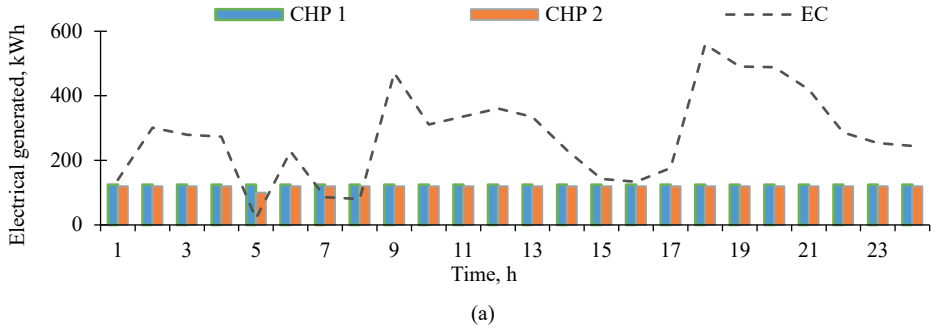 CHP 1 CHP 2 EC
Electrical generated, kWh
600
400
200
0
1 3 5 7 9 11 13 15 17 19 21 23
Time, h
(a)